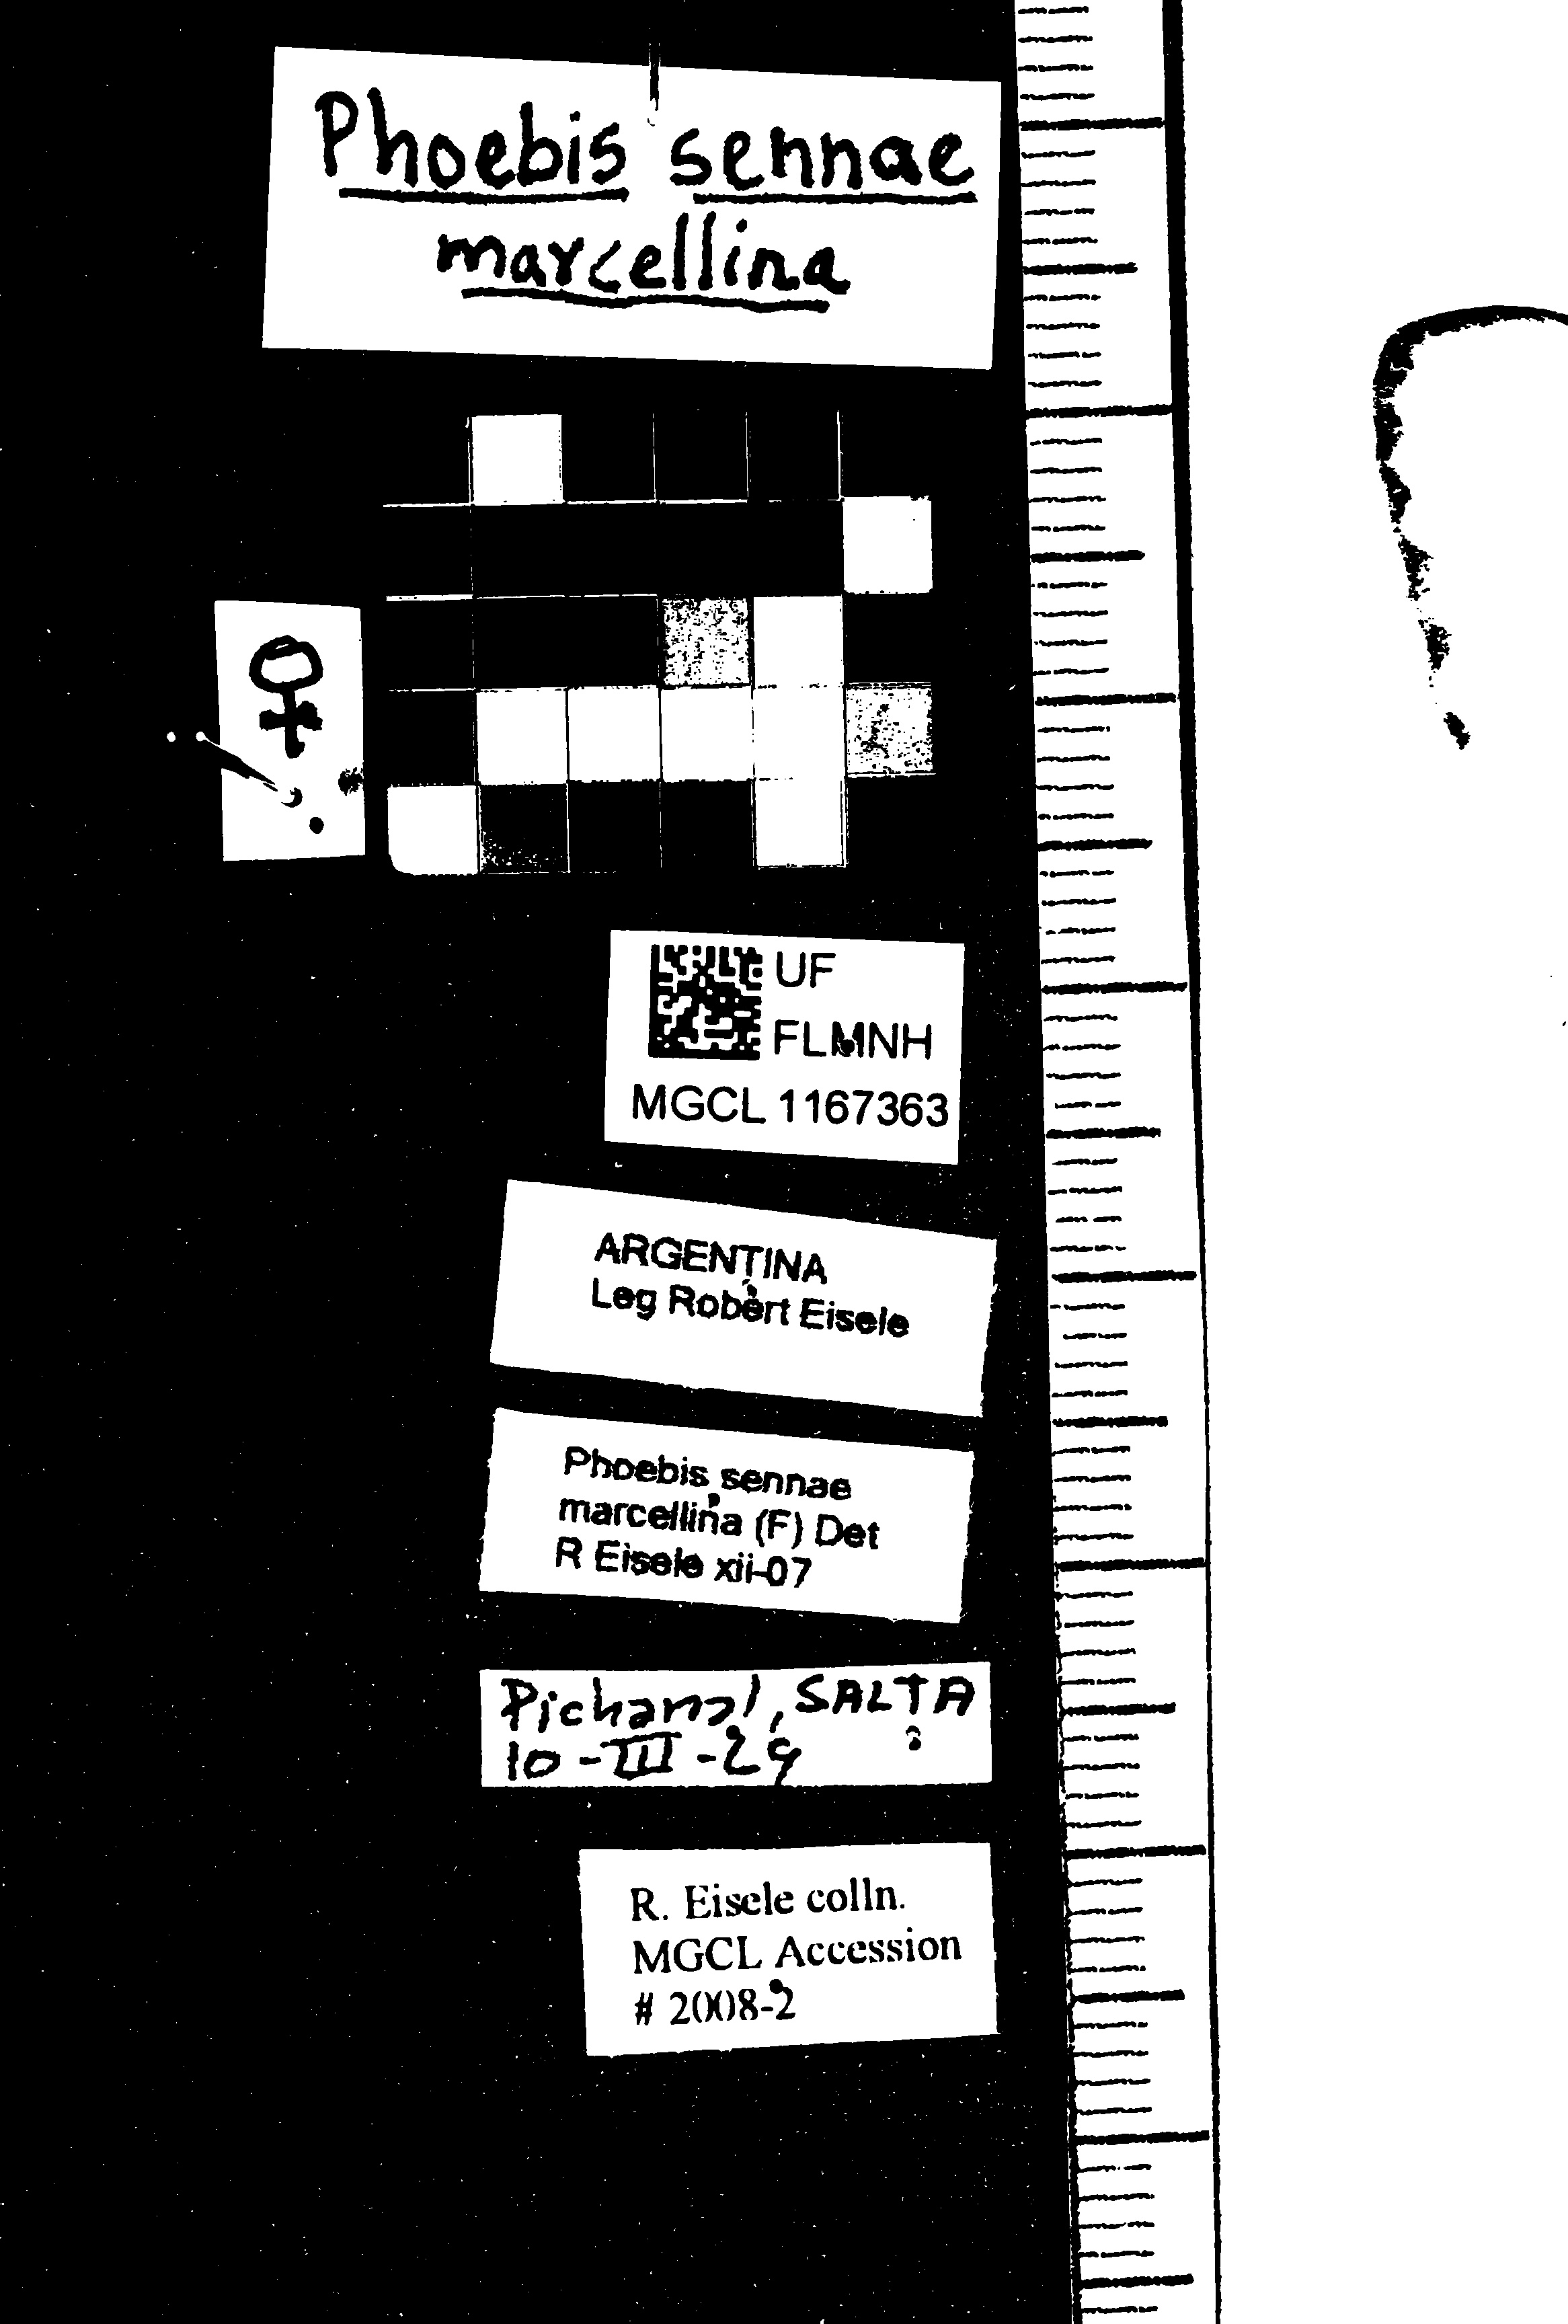 Phoebis sennae
marcellina
♀
UF
FLMNH
MGCL 1167363
ARGENTINA
Leg Robert Eisele
Phoebis sennae
marcellina (F) Det
R Eisele xii-07
Pichanal, SALTA
10-III-29
R. Eisele colln.
MGCL Accession
# 2008-2